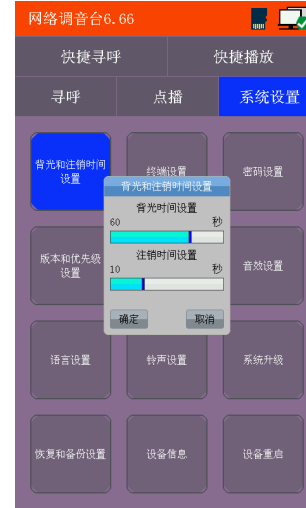 网络调音台6.66
快捷寻呼
快捷播放
寻呼
点播
系统设置
背光和注销时间
设置
终端设置
密码设置
背光和注销时间设置
背光时间设置
60
秒
注销时间设置
10
秒
确定
取消
版本和优先级
设置
音效设置
语言设置
铃声设置
系统升级
恢复和备份设置
设备信息
设备重启